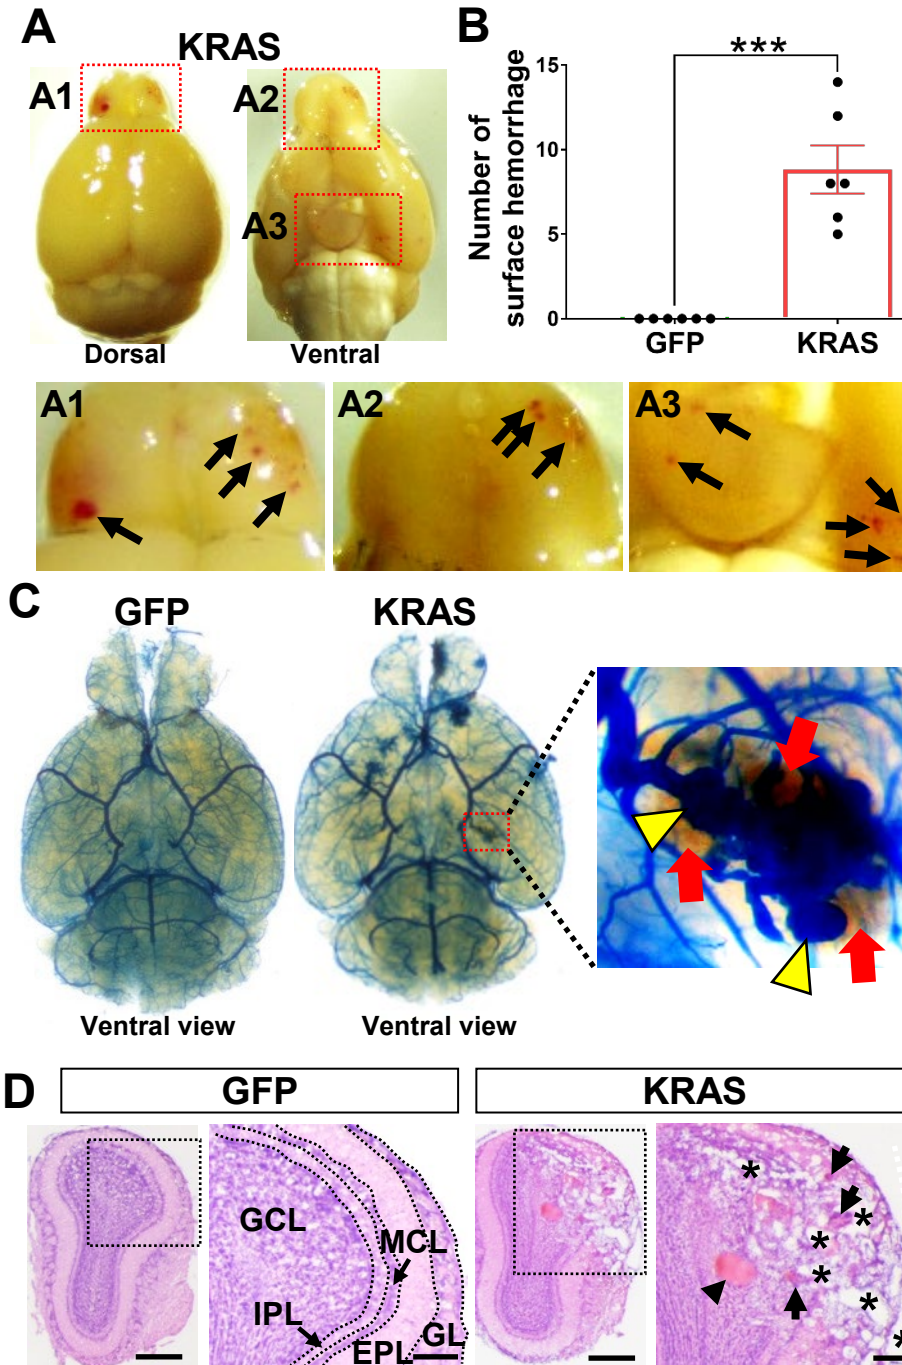 A
KRAS
A1
A2
A3
Dorsal
Ventral
B
Number of
surface hemorrhage
***
15
10
5
0
GFP
KRAS
A1
A2
A3
C
GFP
KRAS
Ventral view
Ventral view
D
GFP
KRAS
GCL
MCL
IPL
EPL
GL
*
*
*
*
*
*